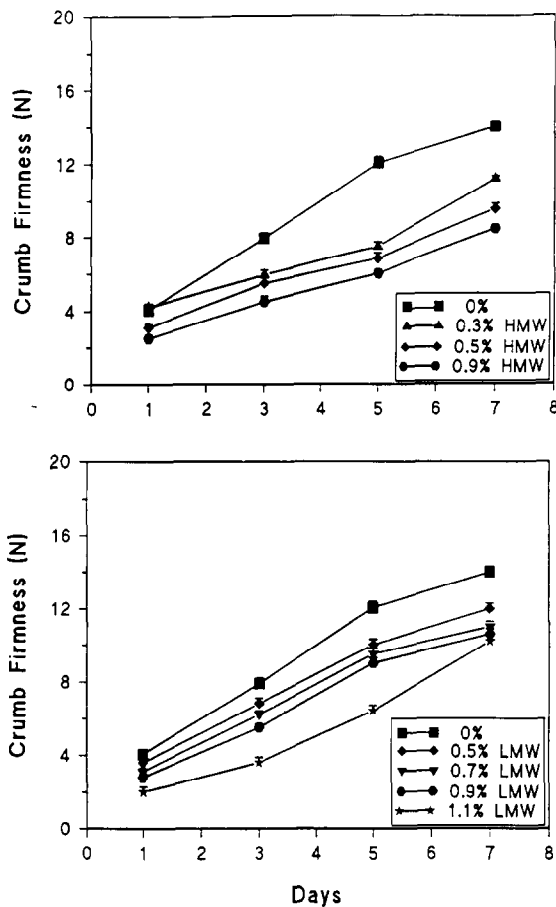 Crumb Firmness (N)
20
16
12
8
4
0
0 1 2 3 4 5 6 7 8
0%
0.3% HMW
0.5% HMW
0.9% HMW
Crumb Firmness (N)
20
16
12
8
4
0
0 1 2 3 4 5 6 7 8
0%
0.5% LMW
0.7% LMW
0.9% LMW
1.1% LMW
Days